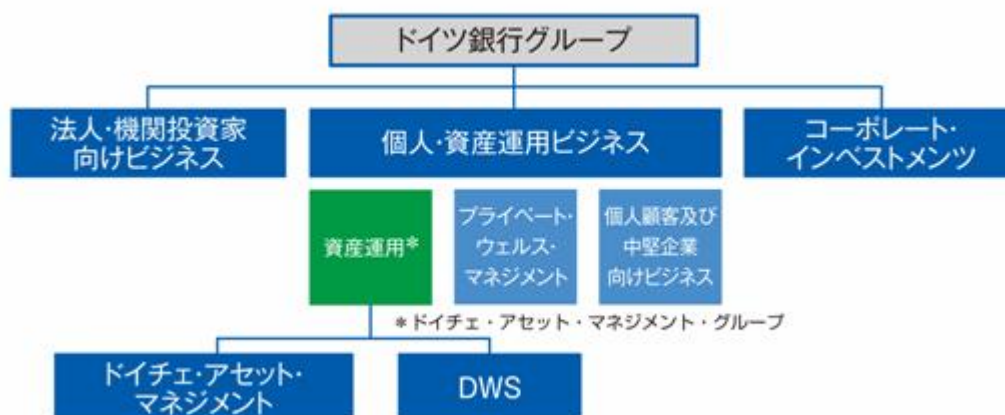 ドイツ銀行グループ
法人・機関投資家
向けビジネス
個人・資産運用ビジネス
コーポレート・
インベストメンツ
資産運用*
プライベート・
ウェルス・
マネジメント
個人顧客及び
中堅企業
向けビジネス
*ドイチェ・アセット・マネジメント・グループ
ドイチェ・アセット・
マネジメント
DWS